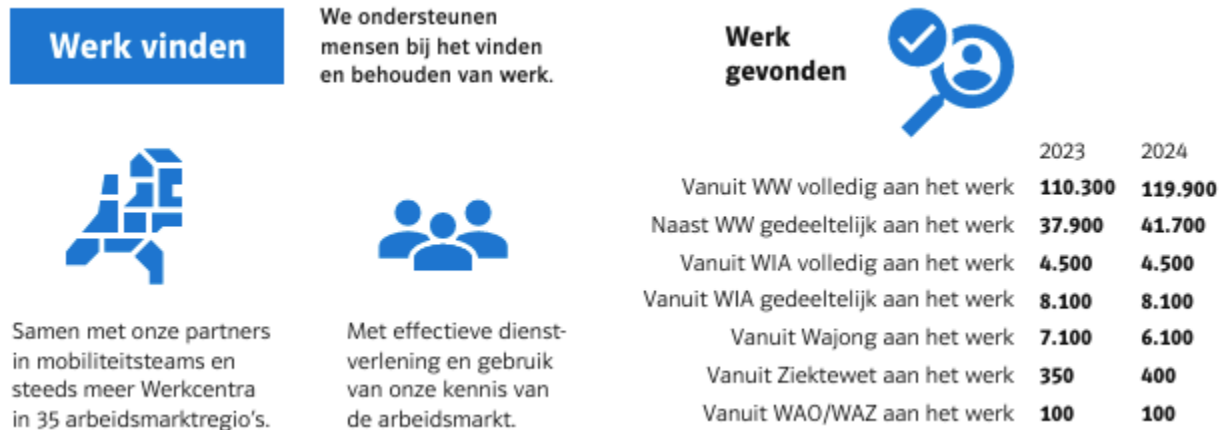 Werk vinden
We ondersteunen
mensen bij het vinden
en behouden van werk.
Samen met onze partners
in mobiliteitsteams en
steeds meer Werkcentra
in 35 arbeidsmarktregio's.
Met effectieve dienst-
verlening en gebruik
van onze kennis van
de arbeidsmarkt.
Werk
gevonden
2023 2024
Vanuit WW volledig aan het werk 110.300 119.900
Naast WW gedeeltelijk aan het werk 37.900 41.700
Vanuit WIA volledig aan het werk 4.500 4.500
Vanuit WIA gedeeltelijk aan het werk 8.100 8.100
Vanuit Wajong aan het werk 7.100 6.100
Vanuit Ziektewet aan het werk 350 400
Vanuit WAO/WAZ aan het werk 100 100